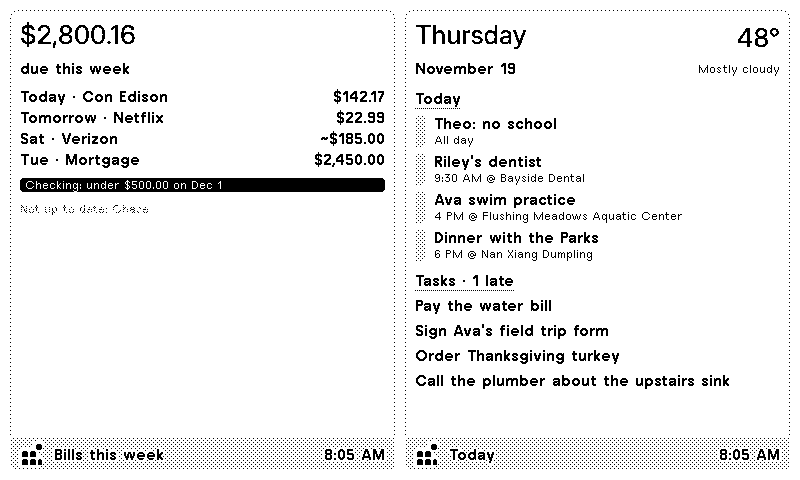 $2,800.16
due this week
Today · Con Edison $142.17
Tomorrow · Netflix $22.99
Sat · Verizon ~$185.00
Tue · Mortgage $2,450.00
Checking: under $500.00 on Dec 1
Not up to date: Chase
Bills this week 8:05 AM
Thursday 48°
November 19 Mostly cloudy
Today
Theo: no school
All day
Riley's dentist
9:30 AM @ Bayside Dental
Ava swim practice
4 PM @ Flushing Meadows Aquatic Center
Dinner with the Parks
6 PM @ Nan Xiang Dumpling
Tasks · 1 late
Pay the water bill
Sign Ava's field trip form
Order Thanksgiving turkey
Call the plumber about the upstairs sink
Today 8:05 AM